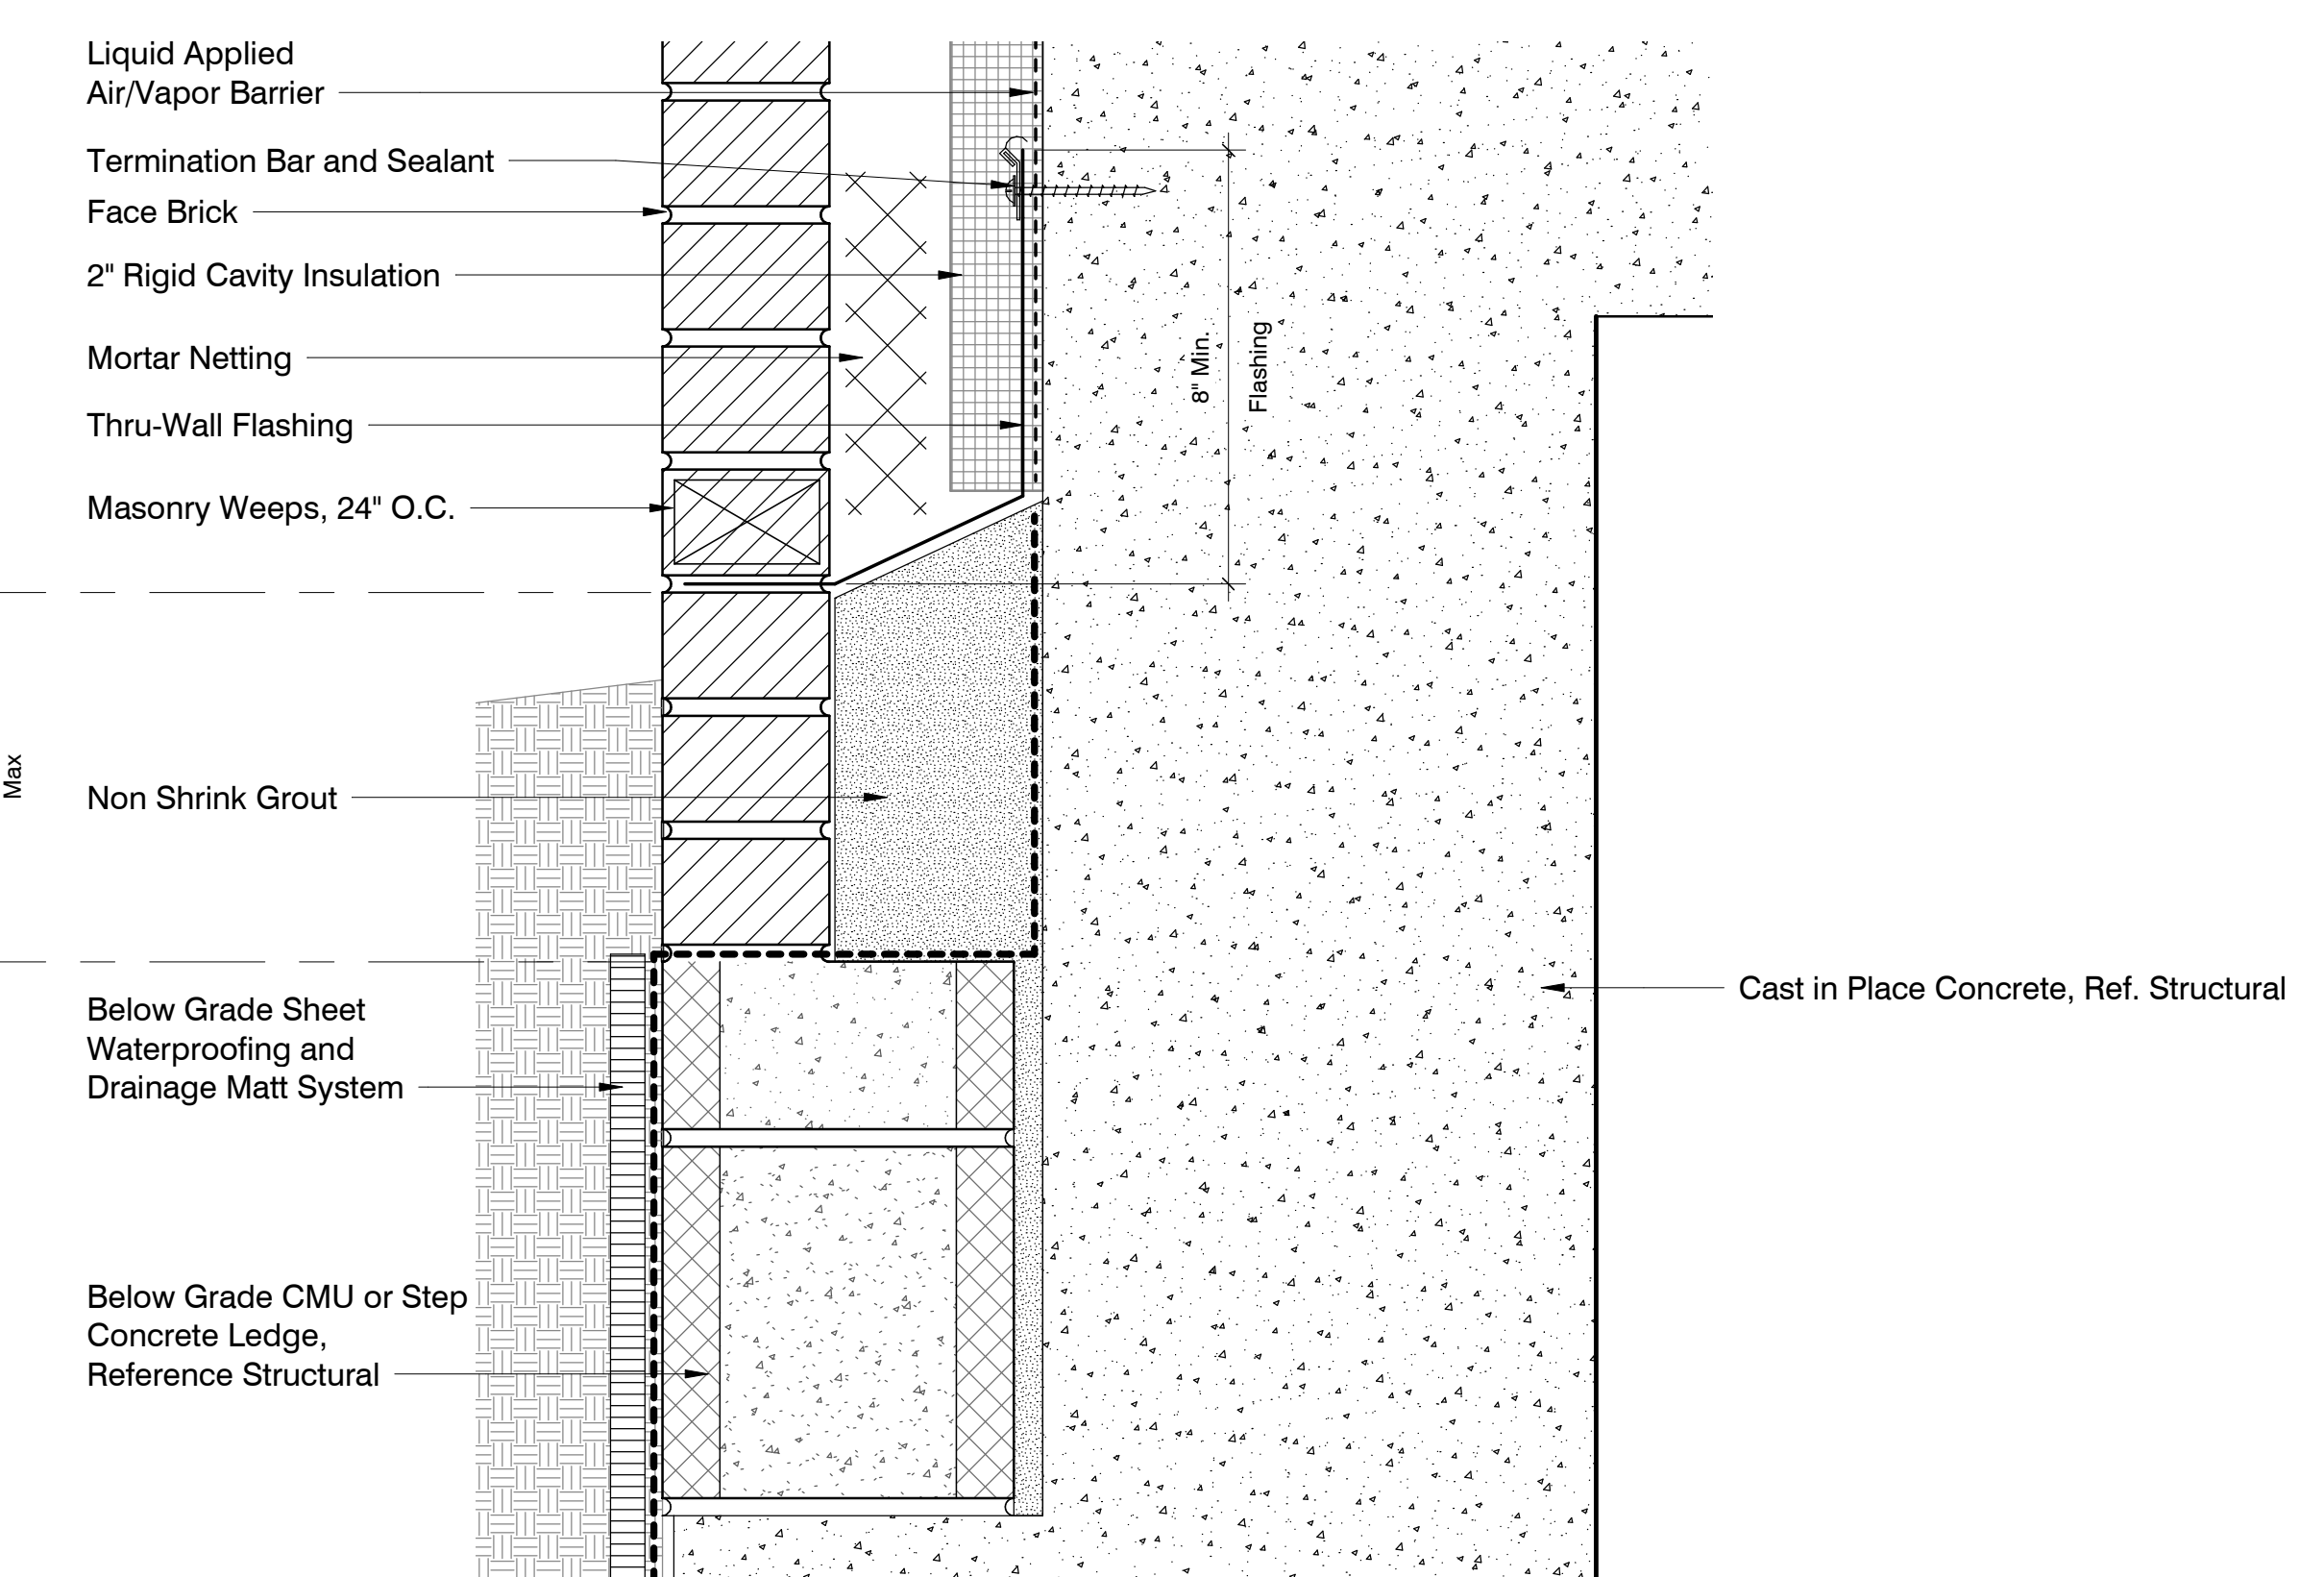 Liquid Applied
Air/Vapor Barrier
Termination Bar and Sealant
Face Brick
2" Rigid Cavity Insulation
Mortar Netting
Thru-Wall Flashing
Masonry Weeps, 24" O.C.
8" Min.
Flashing
Max
Non Shrink Grout
Below Grade Sheet
Waterproofing and
Drainage Matt System
Cast in Place Concrete, Ref. Structural
Below Grade CMU or Step
Concrete Ledge,
Reference Structural